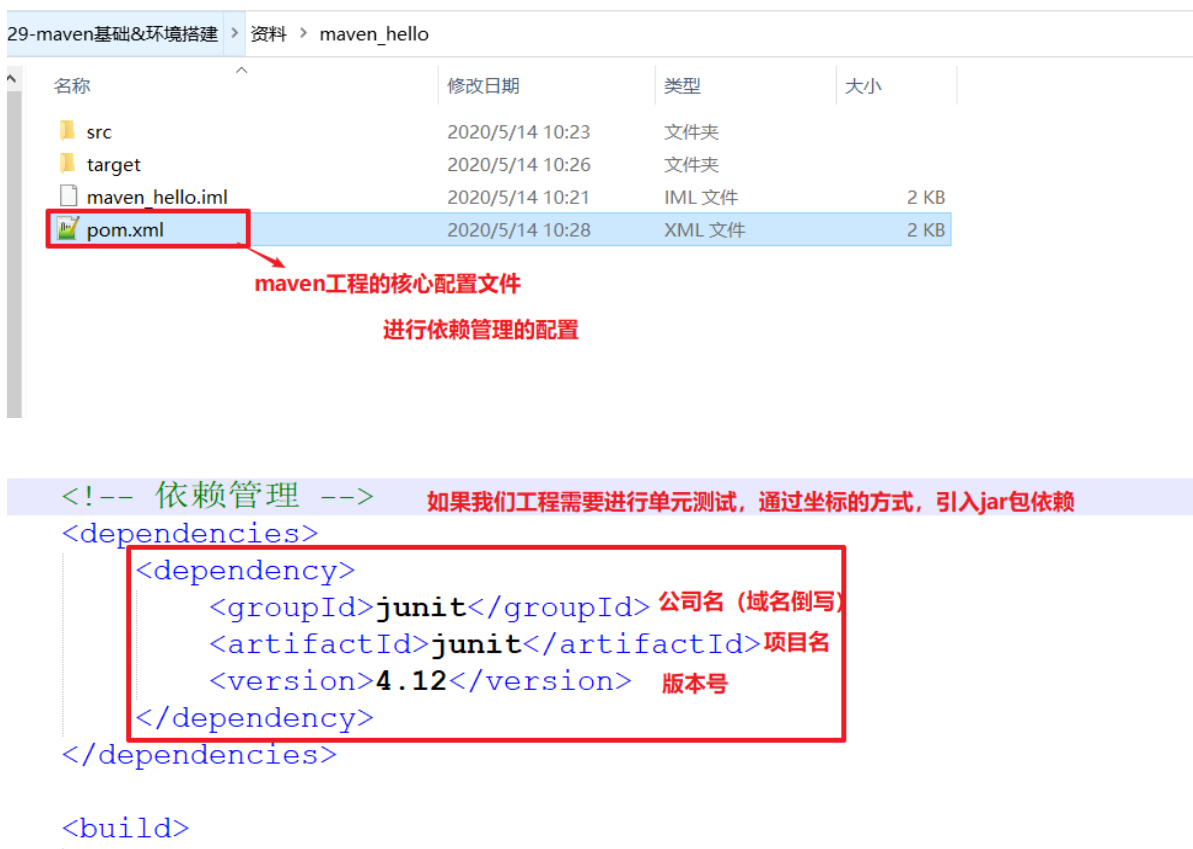 29-maven基础&环境搭建 > 资料 > maven_hello
名称 修改日期 类型 大小
src 2020/5/14 10:23 文件夹
target 2020/5/14 10:26 文件夹
maven_hello.iml 2020/5/14 10:21 IML 文件 2 KB
pom.xml 2020/5/14 10:28 XML 文件 2 KB
maven工程的核心配置文件
进行依赖管理的配置
<!-- 依赖管理 --> 如果我们工程需要进行单元测试，通过坐标的方式，引入jar包依赖
<dependencies>
<dependency>
<groupId>junit</groupId> 公司名（域名倒写）
<artifactId>junit</artifactId> 项目名
<version>4.12</version> 版本号
</dependency>
</dependencies>
<build>